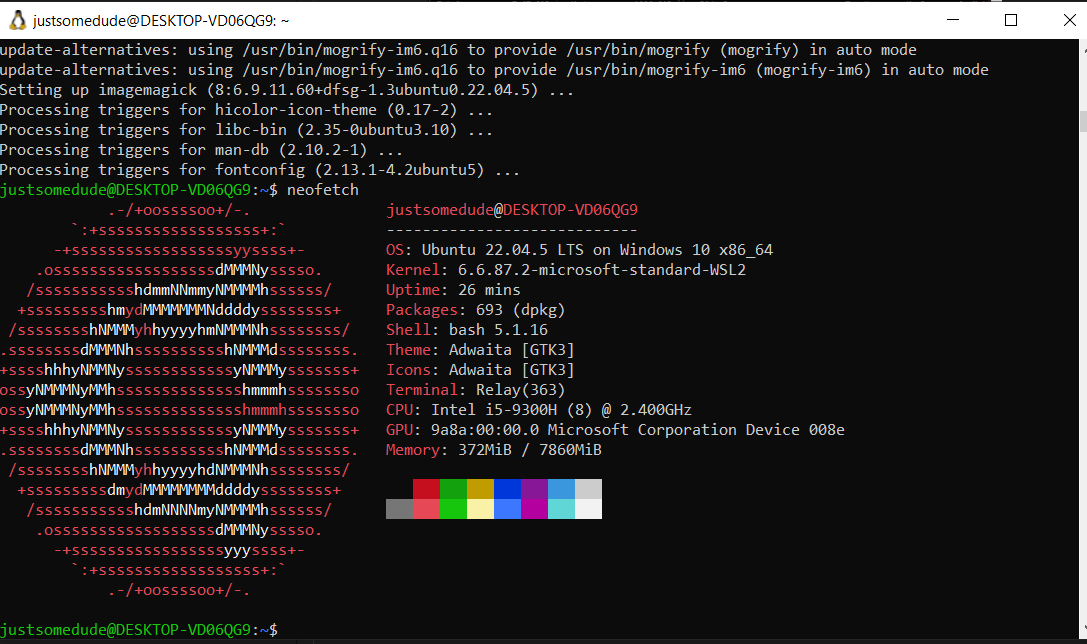 justsomedude@DESKTOP-VD06QG9: ~
update-alternatives: using /usr/bin/mogrify-im6.q16 to provide /usr/bin/mogrify (mogrify) in auto mode
update-alternatives: using /usr/bin/mogrify-im6.q16 to provide /usr/bin/mogrify-im6 (mogrify-im6) in auto mode
Setting up imagemagick (8:6.9.11.60+dfsg-1.3ubuntu0.22.04.5) ...
Processing triggers for hicolor-icon-theme (0.17-2) ...
Processing triggers for libc-bin (2.35-0ubuntu3.10) ...
Processing triggers for man-db (2.10.2-1) ...
Processing triggers for fontconfig (2.13.1-4.2ubuntu5) ...
justsomedude@DESKTOP-VD06QG9:~$ neofetch
            .-/+oossssoo+/-.               justsomedude@DESKTOP-VD06QG9
        `:+ssssssssssssssssss+:`           ----------------------------
      -+ssssssssssssssssssyyssss+-         OS: Ubuntu 22.04.5 LTS on Windows 10 x86_64
    .ossssssssssssssssssdMMMNysssso.       Kernel: 6.6.87.2-microsoft-standard-WSL2
   /ssssssssssshdmmNNmmyNMMMMhssssss/      Uptime: 26 mins
  +ssssssssshmydMMMMMMMNddddyssssssss+     Packages: 693 (dpkg)
 /sssssssshNMMMyhhyyyyhmNMMMNhssssssss/    Shell: bash 5.1.16
.ssssssssdMMMNhsssssssssshNMMMdssssssss.   Theme: Adwaita [GTK3]
+sssshhhyNMMNyssssssssssssyNMMMysssssss+   Icons: Adwaita [GTK3]
ossyNMMMNyMMhsssssssssssssshmmmhssssssso   Terminal: Relay(363)
ossyNMMMNyMMhsssssssssssssshmmmhssssssso   CPU: Intel i5-9300H (8) @ 2.400GHz
+sssshhhyNMMNyssssssssssssyNMMMysssssss+   GPU: 9a8a:00:00.0 Microsoft Corporation Device 008e
.ssssssssdMMMNhsssssssssshNMMMdssssssss.   Memory: 372MiB / 7860MiB
 /sssssssshNMMMyhhyyyyhdNMMMNhssssssss/
  +sssssssssdmydMMMMMMMMddddyssssssss+
   /ssssssssssshdmNNNNmyNMMMMhssssss/
    .ossssssssssssssssssdMMMNysssso.
      -+sssssssssssssssssyyyssss+-
        `:+ssssssssssssssssss+:`
            .-/+oossssoo+/-.
justsomedude@DESKTOP-VD06QG9:~$